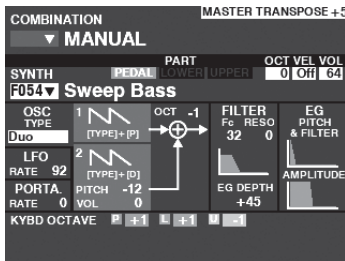 MASTER TRANSPOSE +5
COMBINATION
▼ MANUAL
PART
OCT VEL VOL
SYNTH PEDAL LOWER UPPER 0 Off 64
F054▼ Sweep Bass
OSC TYPE
Duo
1
[TYPE]+[P]
OCT -1
FILTER
Fc RESO
32 0
EG
PITCH
& FILTER
LFO
RATE 92
2
[TYPE]+[D]
PITCH -12
VOL 0
EG DEPTH
+45
AMPLITUDE
PORTA.
RATE 0
KYBD OCTAVE P +1 L +1 U -1